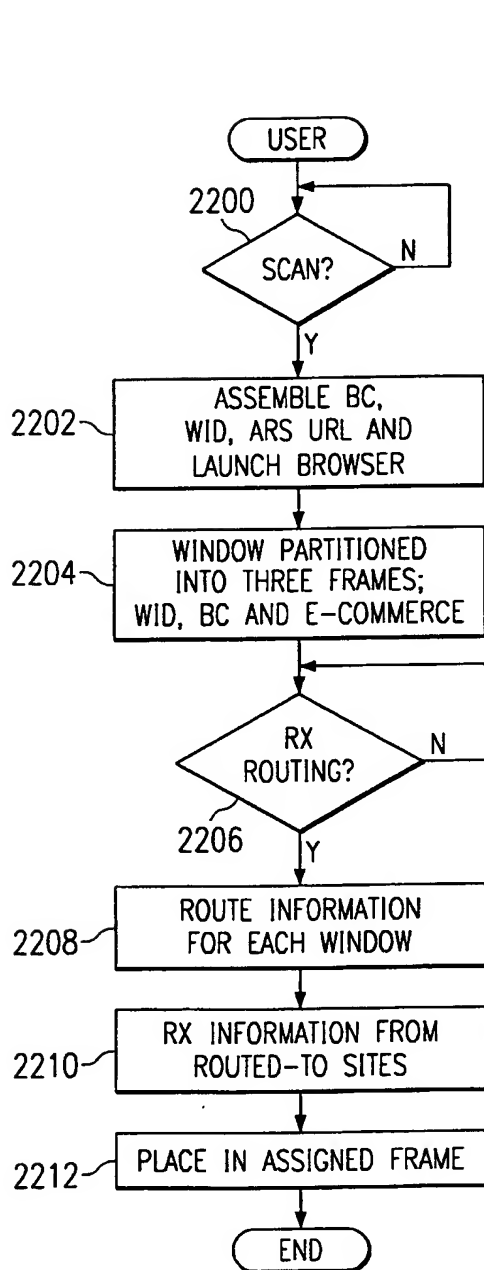 USER
2200
SCAN?
N
Y
2202
ASSEMBLE BC,
WID, ARS URL AND
LAUNCH BROWSER
2204
WINDOW PARTITIONED
INTO THREE FRAMES;
WID, BC AND E-COMMERCE
RX
ROUTING?
N
2206
Y
2208
ROUTE INFORMATION
FOR EACH WINDOW
2210
RX INFORMATION FROM
ROUTED-TO SITES
2212
PLACE IN ASSIGNED FRAME
END